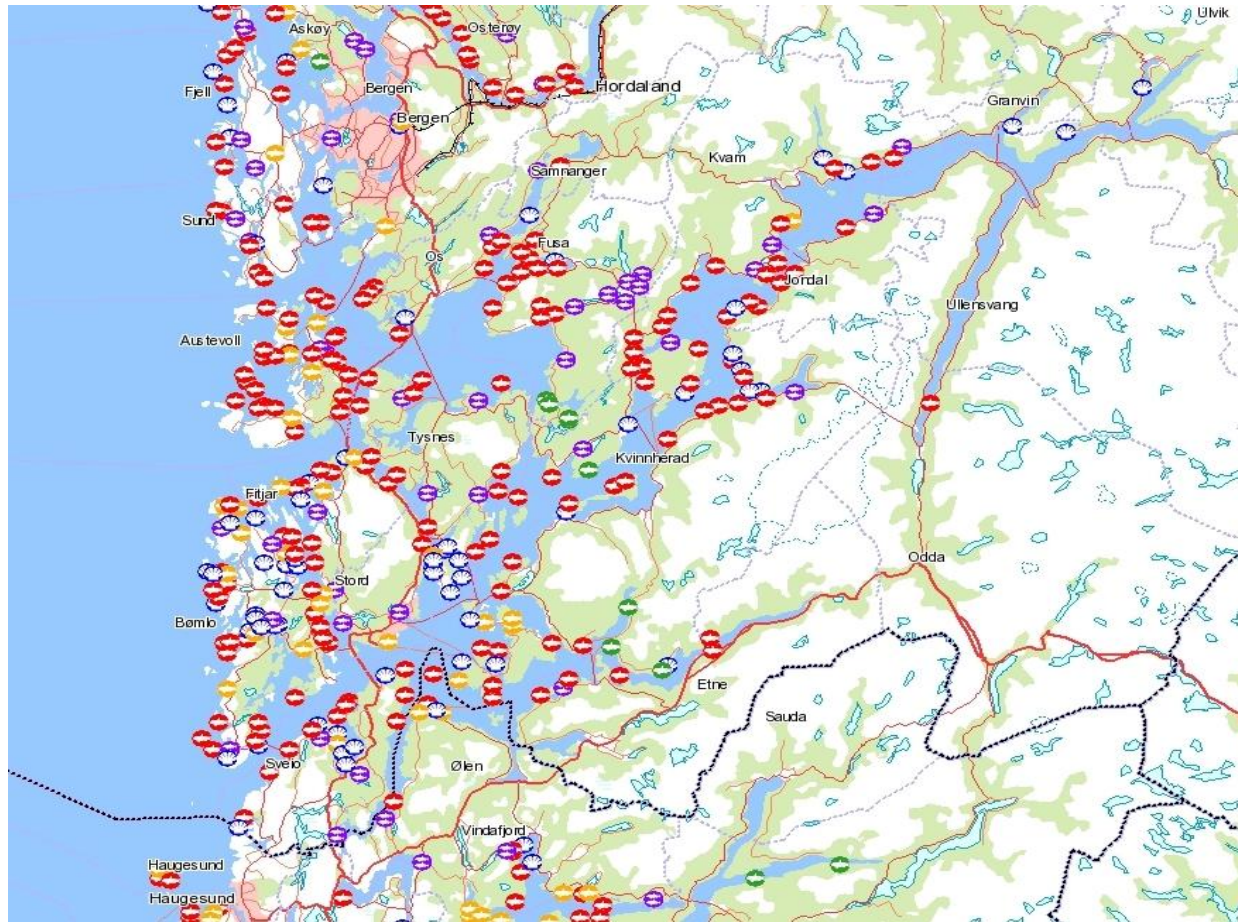 Ulvik
Askøy
Osterøy
Fjell
Bergen
Hordaland
Granvin
Bergen
Kvam
Samnanger
Sund
Fusa
Os
Jordal
Ullensvang
Austevoll
Tysnes
Kvinnherad
Fitjar
Odda
Stord
Bømlo
Etne
Sauda
Sveio
Ølen
Vindafjord
Haugesund
Haugesund